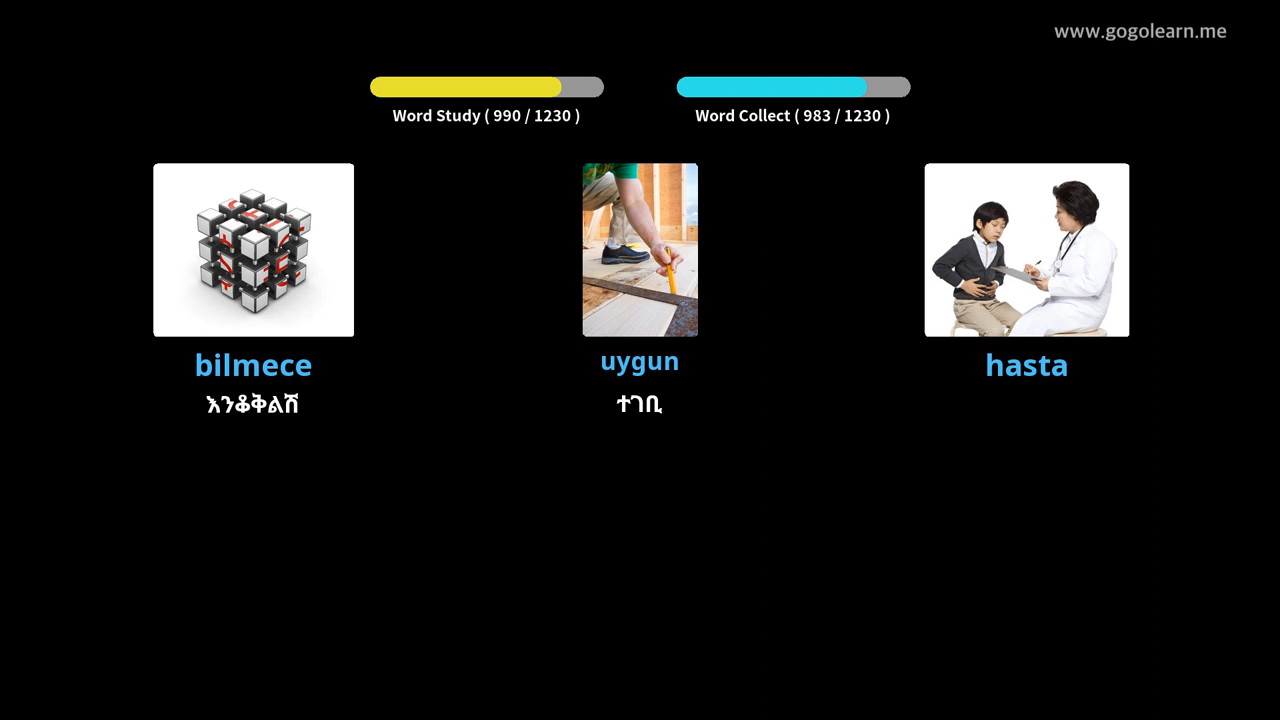 www.gogolearn.me
Word Study ( 990 / 1230 )
Word Collect ( 983 / 1230 )
bilmece
uygun
hasta
እንቆቅልሽ
ተገቢ